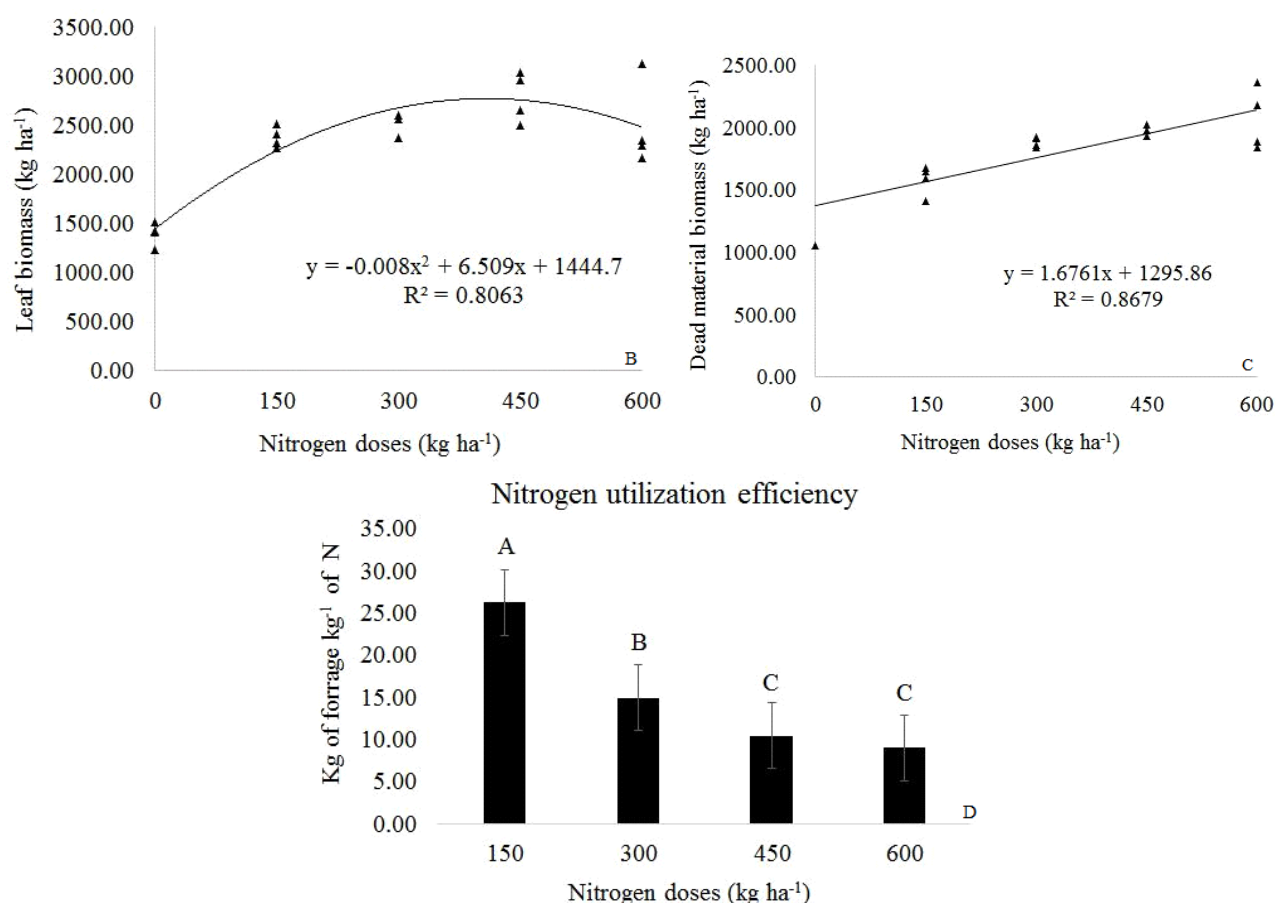 3500.00
3000.00
2500.00
2000.00
1500.00
1000.00
500.00
0.00
Leaf biomass (kg ha⁻¹)
y = -0.008x² + 6.509x + 1444.7
R² = 0.8063
B
0 150 300 450 600
Nitrogen doses (kg ha⁻¹)
2500.00
2000.00
1500.00
1000.00
500.00
0.00
Dead material biomass (kg ha⁻¹)
y = 1.6761x + 1295.86
R² = 0.8679
C
0 150 300 450 600
Nitrogen doses (kg ha⁻¹)
Nitrogen utilization efficiency
35.00
30.00
25.00
20.00
15.00
10.00
5.00
0.00
Kg of forrage kg⁻¹ of N
A
B
C
C
D
150 300 450 600
Nitrogen doses (kg ha⁻¹)